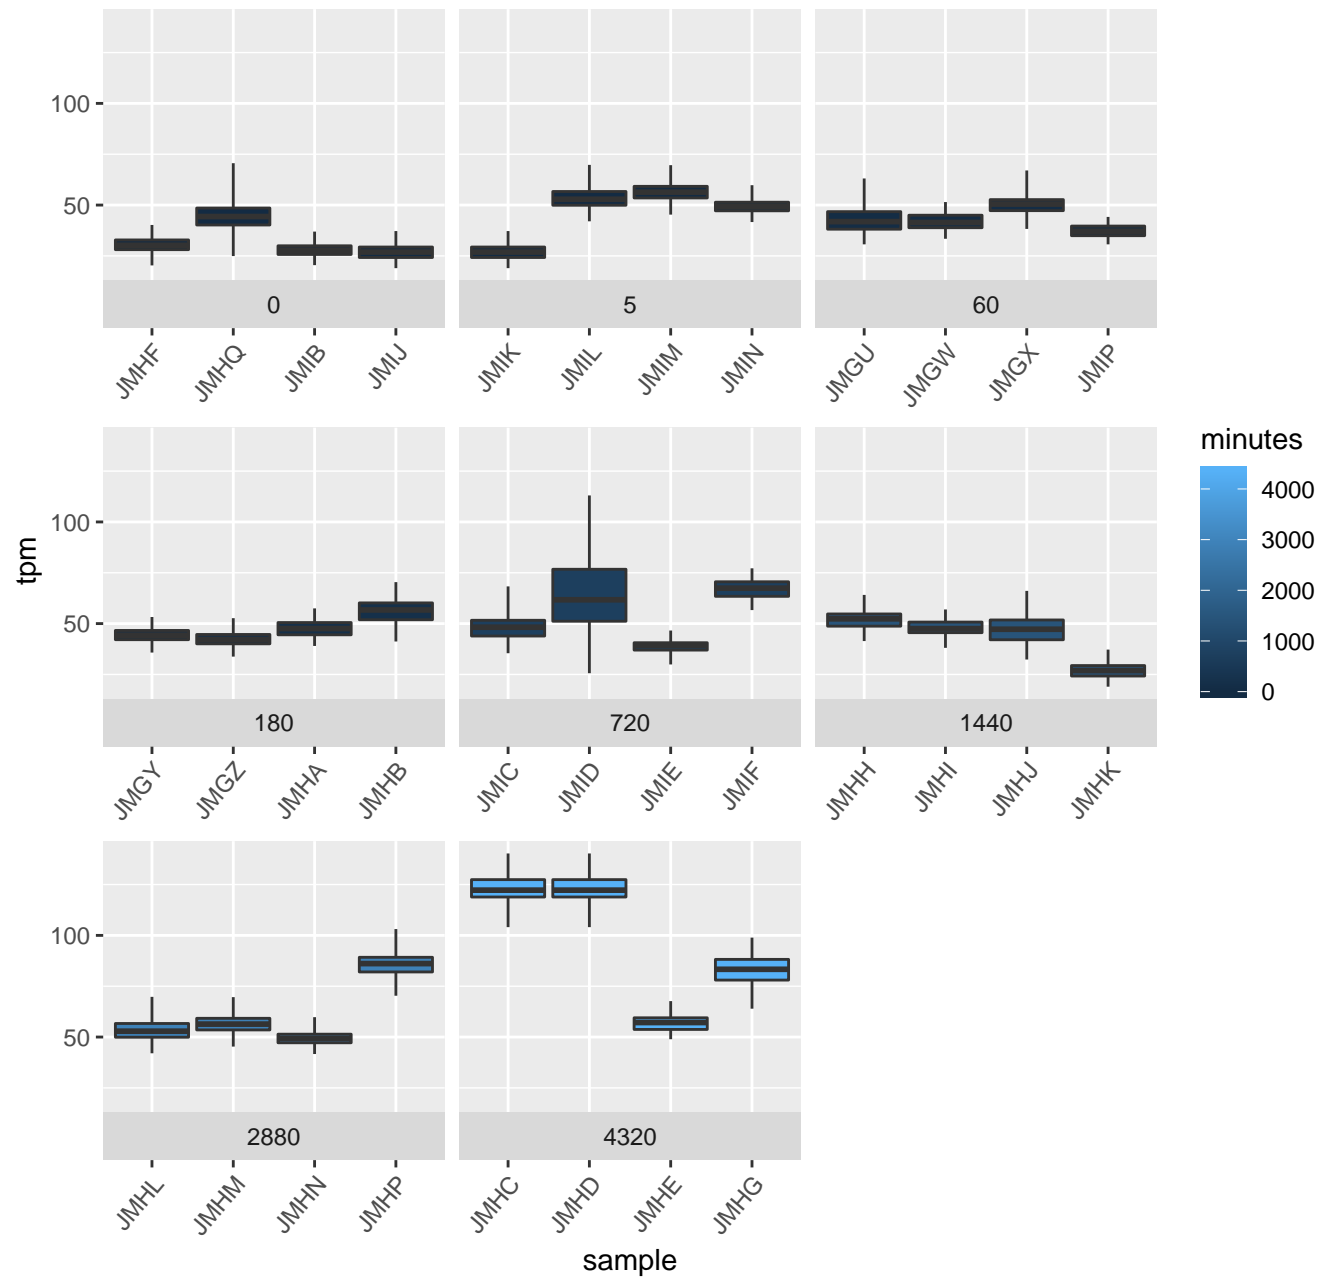 100
50
0
5
60
JMHF
JMHQ
JMIB
JMIJ
JMIK
JMIL
JMIM
JMIN
JMGU
JMGW
JMGX
JMIP
tpm
100
50
180
720
1440
JMGY
JMGZ
JMHA
JMHB
JMIC
JMID
JMIE
JMIF
JMHH
JMHI
JMHJ
JMHK
minutes
4000
3000
2000
1000
0
100
50
2880
4320
JMHL
JMHM
JMHN
JMHP
JMHC
JMHD
JMHE
JMHG
sample